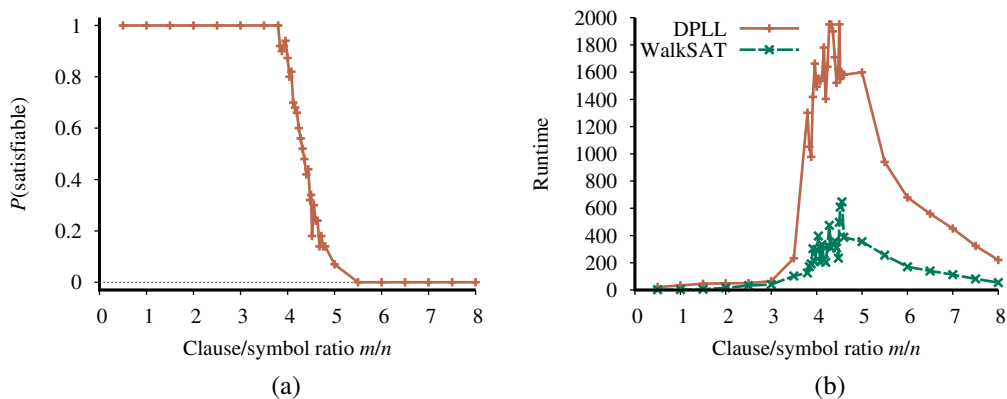 1
0.8
0.6
0.4
0.2
0
P(satisfiable)
0 1 2 3 4 5 6 7 8
Clause/symbol ratio m/n
(a)
2000
1800
1600
1400
1200
1000
800
600
400
200
0
Runtime
DPLL
WalkSAT
0 1 2 3 4 5 6 7 8
Clause/symbol ratio m/n
(b)